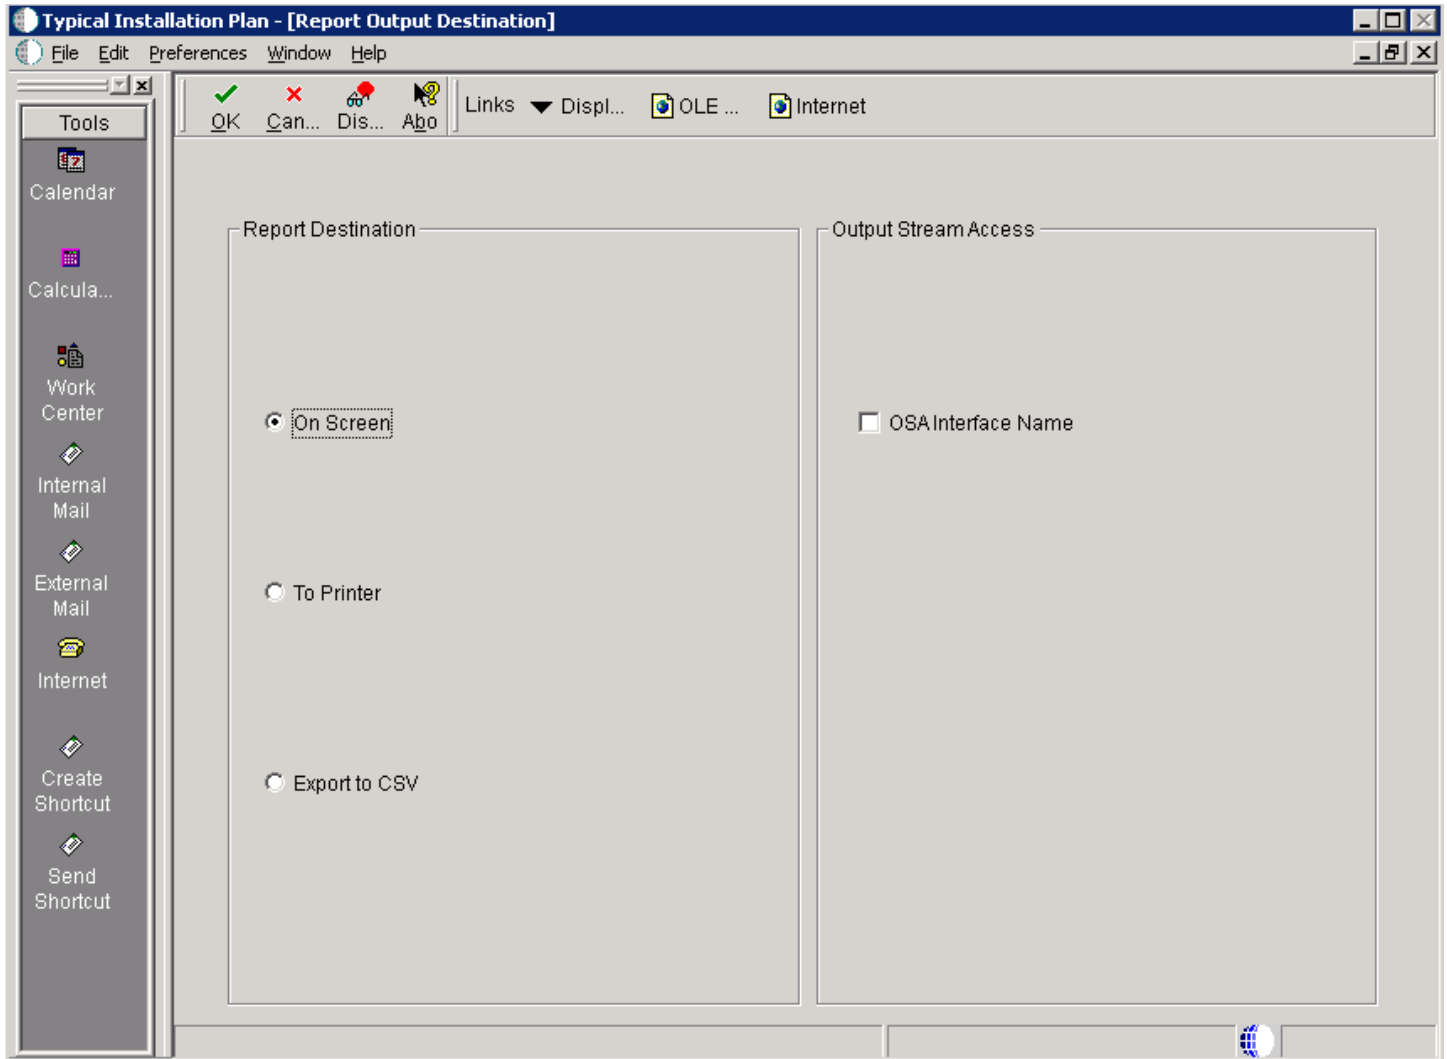 Typical Installation Plan - [Report Output Destination]
File Edit Preferences Window Help
Tools
OK Can... Dis... Abo Links Displ... OLE ... Internet
Calendar
Calcula...
Work
Center
Internal
Mail
External
Mail
Internet
Create
Shortcut
Send
Shortcut
Report Destination
On Screen
To Printer
Export to CSV
Output Stream Access
OSA Interface Name